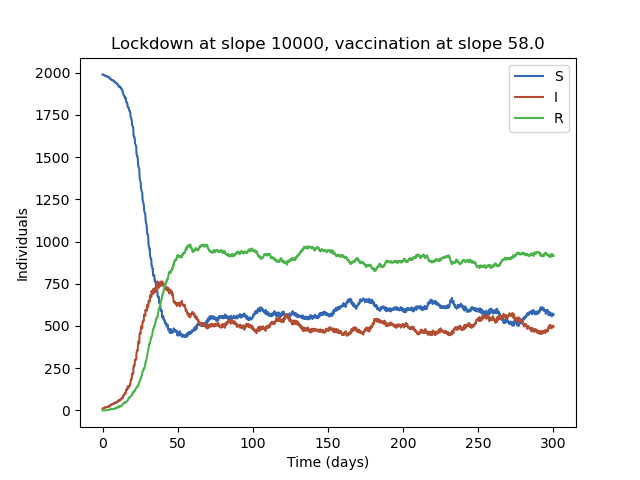 Lockdown at slope 10000, vaccination at slope 58.0
2000
1750
1500
1250
1000
750
500
250
0
Individuals
S
I
R
0 50 100 150 200 250 300
Time (days)